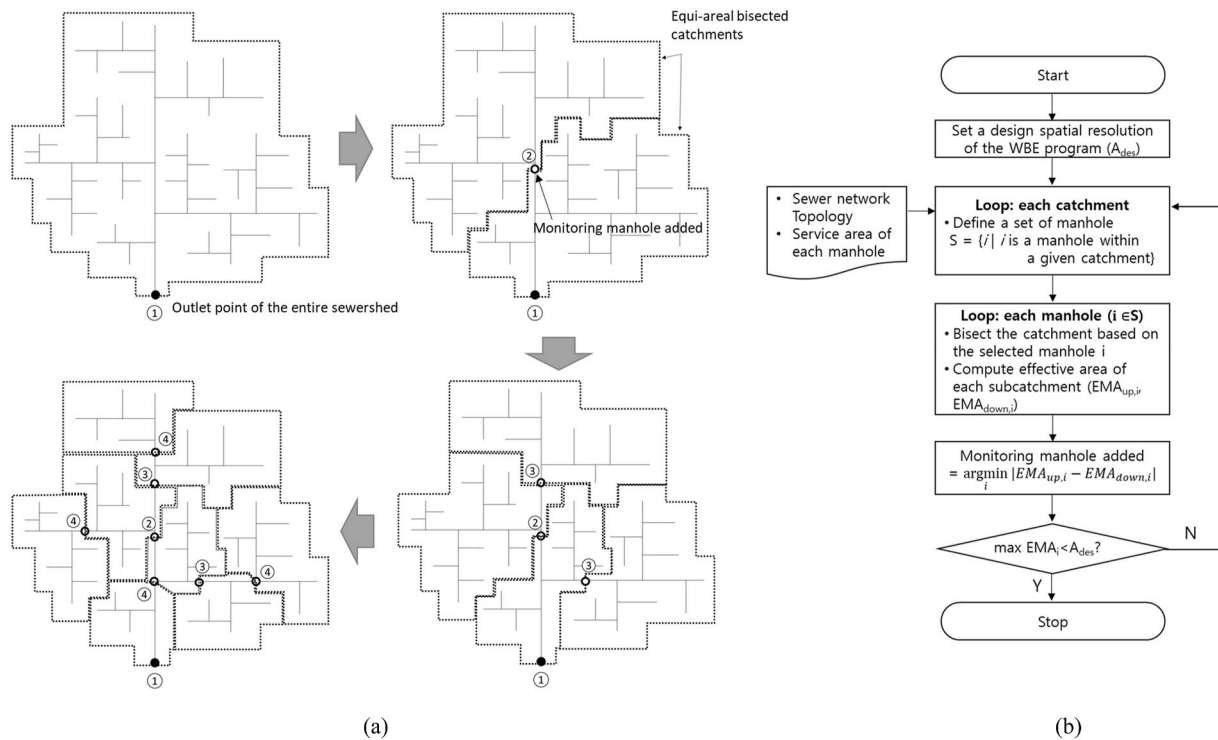 Equi-areal bisected
catchments
②
Monitoring manhole added
Outlet point of the entire sewershed
①
①
④
③
④
②
③
④
④
①
③
②
③
①
(a)
Start
Set a design spatial resolution
of the WBE program (A_des)
• Sewer network
Topology
• Service area of
each manhole
Loop: each catchment
• Define a set of manhole
S = {i | i is a manhole within
a given catchment}
Loop: each manhole (i ∈S)
• Bisect the catchment based on
the selected manhole i
• Compute effective area of
each subcatchment (EMA_up,i,
EMA_down,i)
Monitoring manhole added
= argmin_i |EMA_up,i − EMA_down,i|
max EMA_i<A_des?
N
Y
Stop
(b)